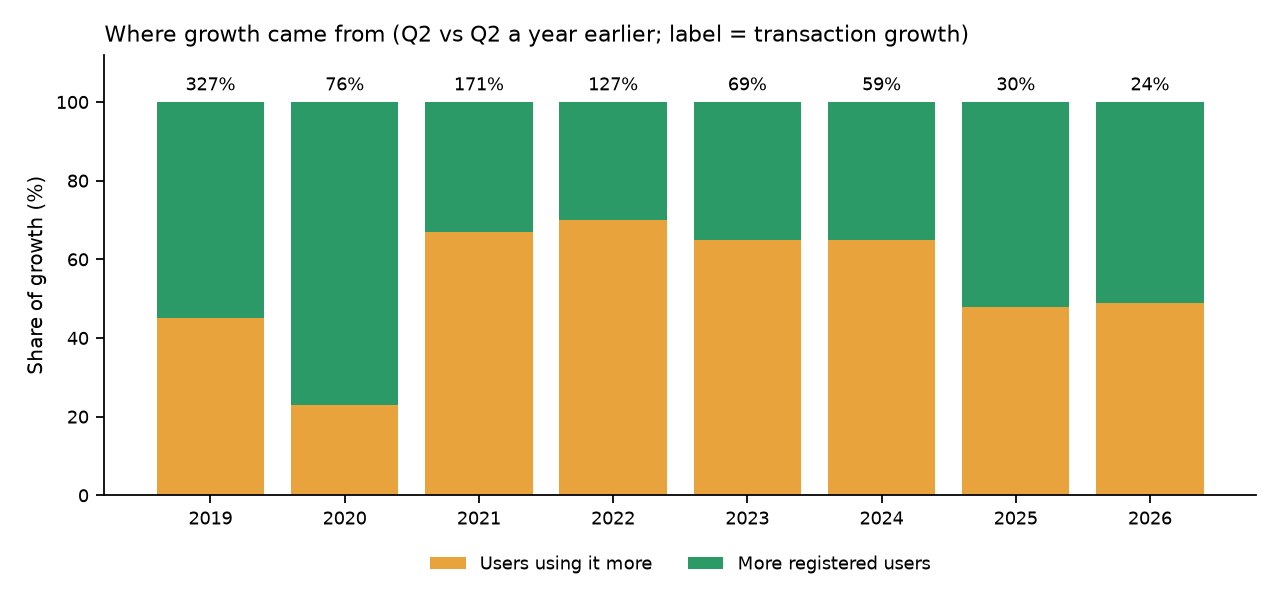 Where growth came from (Q2 vs Q2 a year earlier; label = transaction growth)
327% 76% 171% 127% 69% 59% 30% 24%
Share of growth (%)
100
80
60
40
20
0
2019 2020 2021 2022 2023 2024 2025 2026
Users using it more More registered users